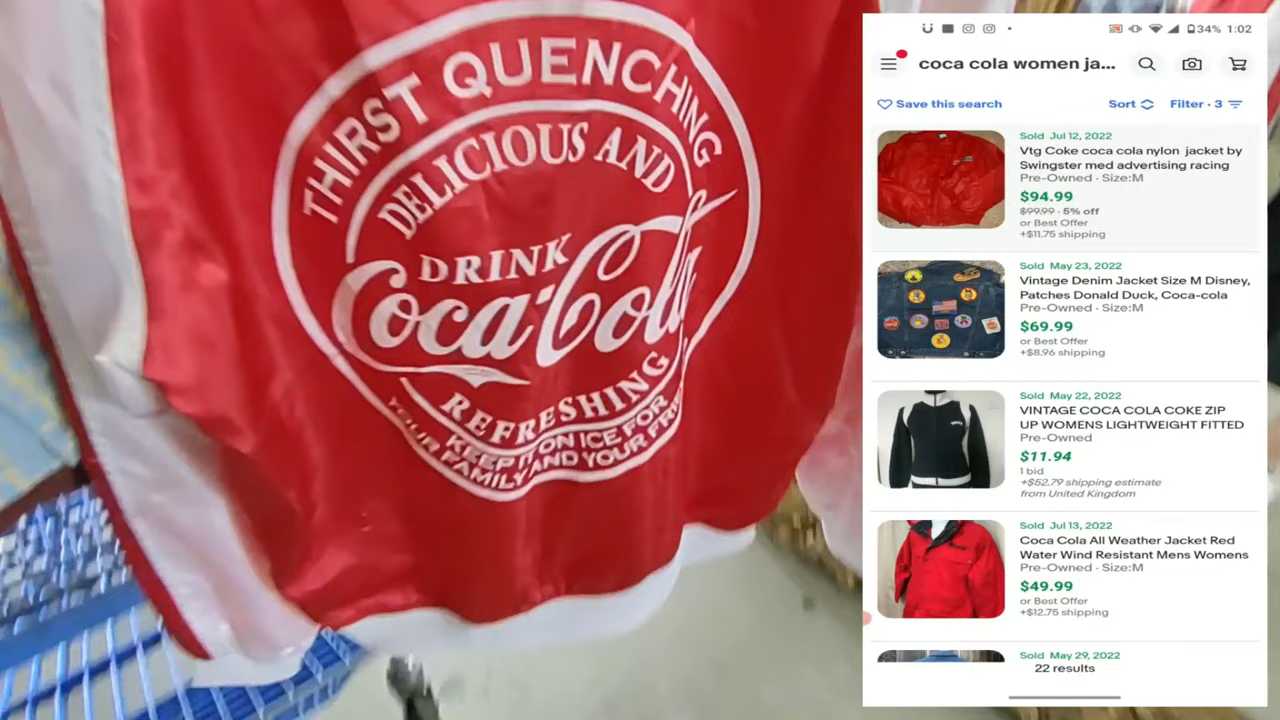 THIRST QUENCHING
DELICIOUS AND
DRINK
Coca-Cola
REFRESHING
KEEP IT ON ICE FOR
YOUR FAMILY AND YOUR
34% 1:02
coca cola women ja...
Save this search
Sort
Filter · 3
Sold Jul 12, 2022
Vtg Coke coca cola nylon jacket by
Swingster med advertising racing
Pre-Owned · Size:M
$94.99
$99.99 · 5% off
or Best Offer
+$11.75 shipping
Sold May 23, 2022
Vintage Denim Jacket Size M Disney,
Patches Donald Duck, Coca-cola
Pre-Owned · Size:M
$69.99
or Best Offer
+$8.96 shipping
Sold May 22, 2022
VINTAGE COCA COLA COKE ZIP
UP WOMENS LIGHTWEIGHT FITTED
Pre-Owned
$11.94
1 bid
+$52.79 shipping estimate
from United Kingdom
Sold Jul 13, 2022
Coca Cola All Weather Jacket Red
Water Wind Resistant Mens Womens
Pre-Owned · Size:M
$49.99
or Best Offer
+$12.75 shipping
Sold May 29, 2022
22 results